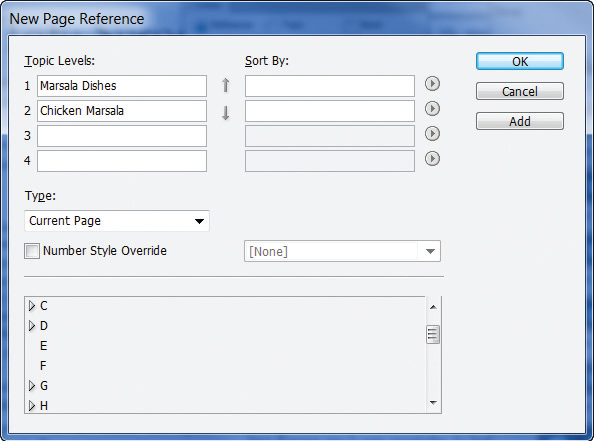 New Page Reference
Topic Levels: Sort By:
OK
1 Marsala Dishes
Cancel
2 Chicken Marsala
Add
3
4
Type:
Current Page
Number Style Override [None]
C
D
E
F
G
H